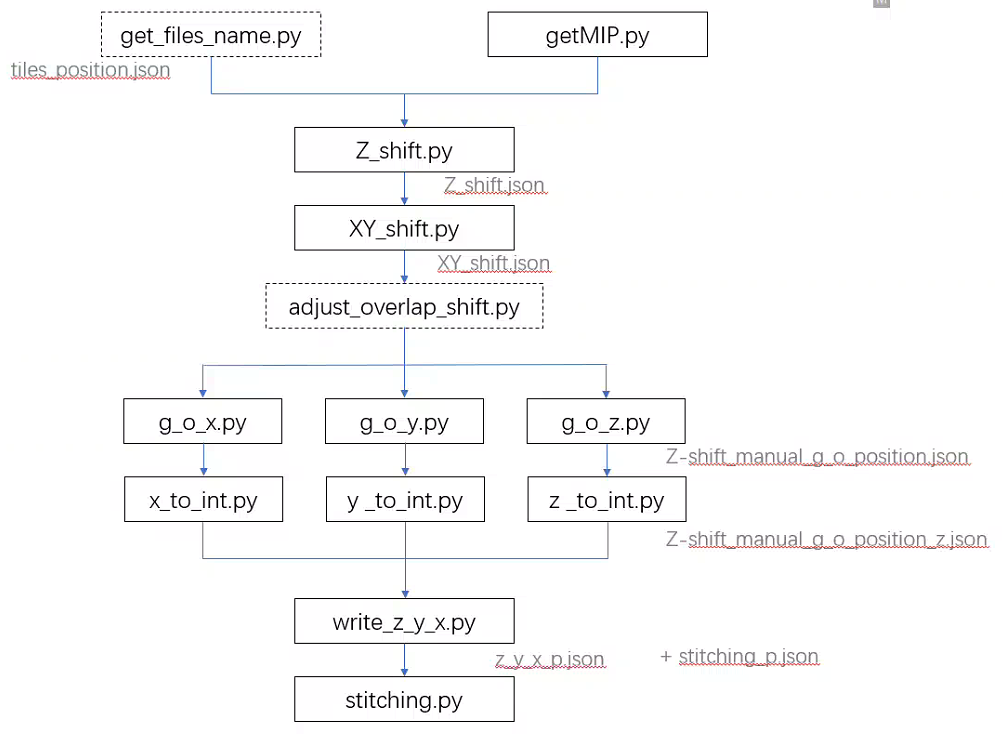 get_files_name.py
getMIP.py
tiles_position.json
Z_shift.py
Z_shift.json
XY_shift.py
XY_shift.json
adjust_overlap_shift.py
g_o_x.py
g_o_y.py
g_o_z.py
Z-shift_manual_g_o_position.json
x_to_int.py
y _to_int.py
z _to_int.py
Z-shift_manual_g_o_position_z.json
write_z_y_x.py
z_y_x_p.json
+ stitching_p.json
stitching.py